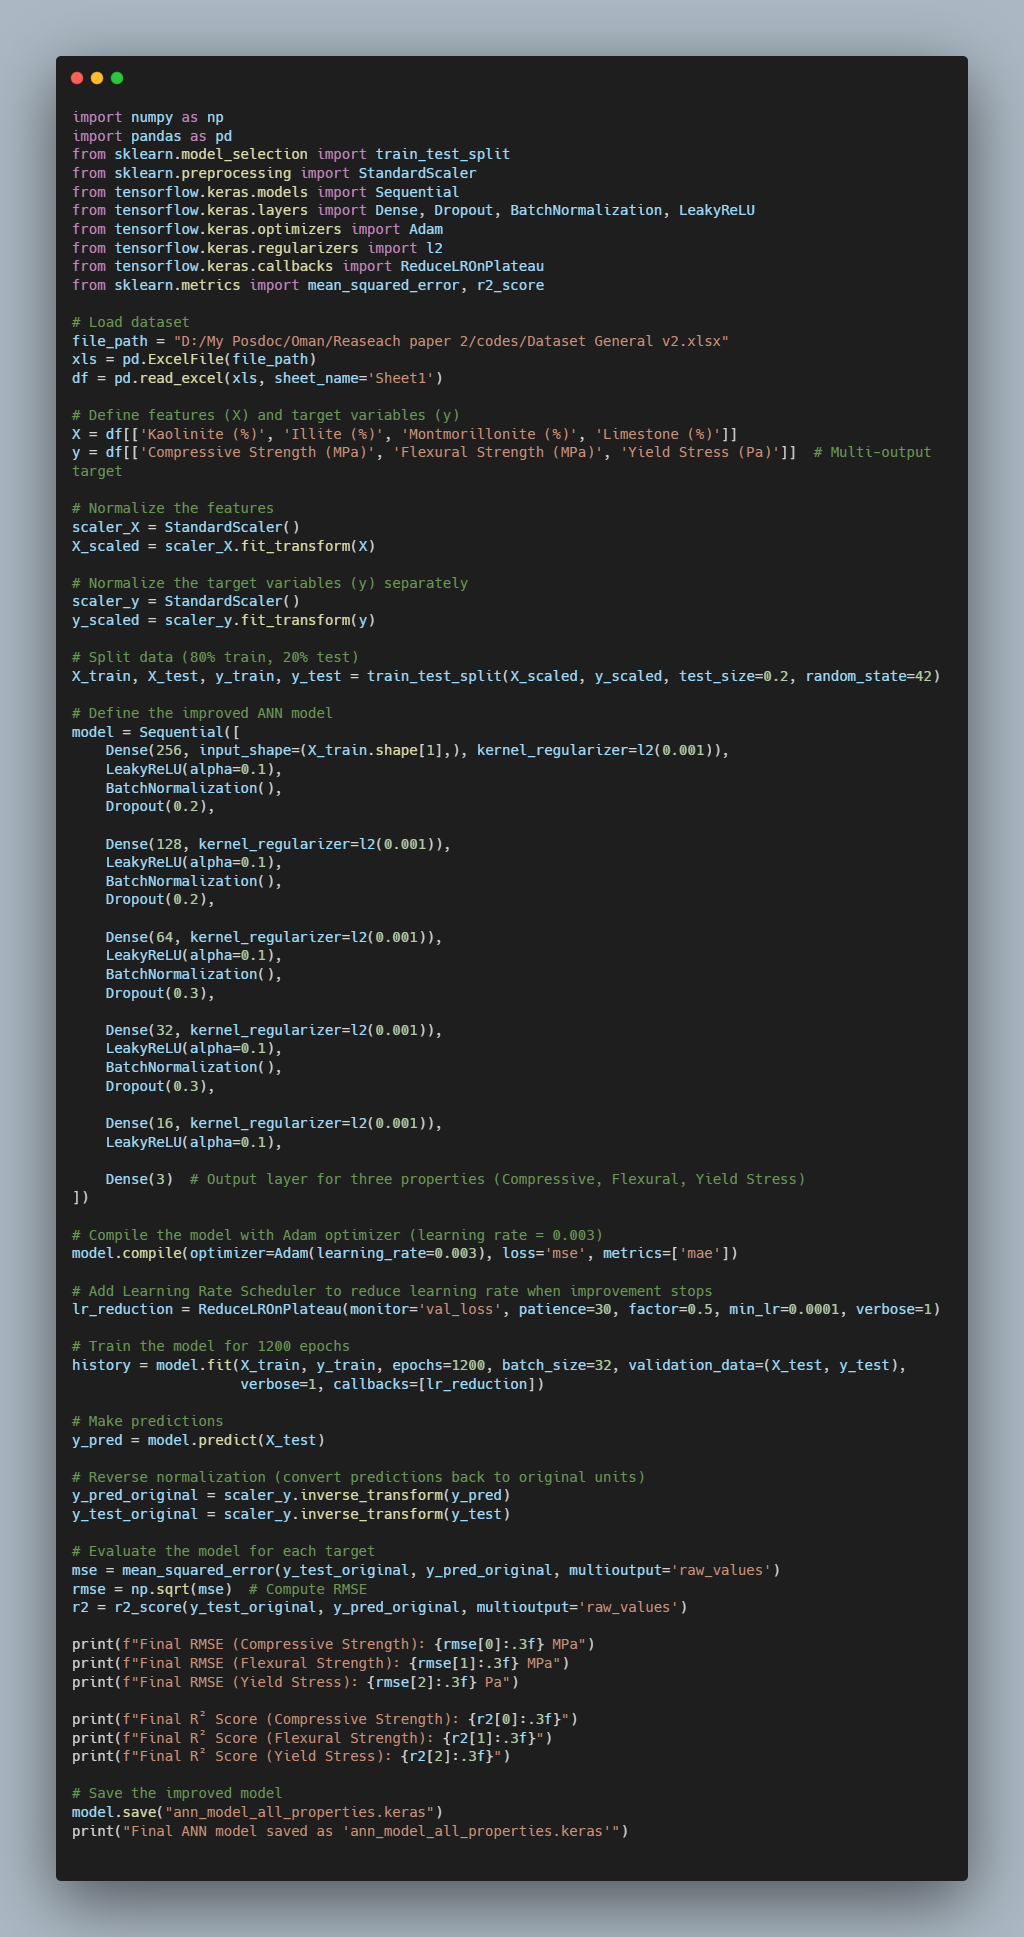 import numpy as np
import pandas as pd
from sklearn.model_selection import train_test_split
from sklearn.preprocessing import StandardScaler
from tensorflow.keras.models import Sequential
from tensorflow.keras.layers import Dense, Dropout, BatchNormalization, LeakyReLU
from tensorflow.keras.optimizers import Adam
from tensorflow.keras.regularizers import l2
from tensorflow.keras.callbacks import ReduceLROnPlateau
from sklearn.metrics import mean_squared_error, r2_score

# Load dataset
file_path = "D:/My Posdoc/Oman/Reaseach paper 2/codes/Dataset General v2.xlsx"
xls = pd.ExcelFile(file_path)
df = pd.read_excel(xls, sheet_name='Sheet1')

# Define features (X) and target variables (y)
X = df[['Kaolinite (%)', 'Illite (%)', 'Montmorillonite (%)', 'Limestone (%)']]
y = df[['Compressive Strength (MPa)', 'Flexural Strength (MPa)', 'Yield Stress (Pa)']]  # Multi-output
target

# Normalize the features
scaler_X = StandardScaler()
X_scaled = scaler_X.fit_transform(X)

# Normalize the target variables (y) separately
scaler_y = StandardScaler()
y_scaled = scaler_y.fit_transform(y)

# Split data (80% train, 20% test)
X_train, X_test, y_train, y_test = train_test_split(X_scaled, y_scaled, test_size=0.2, random_state=42)

# Define the improved ANN model
model = Sequential([
    Dense(256, input_shape=(X_train.shape[1],), kernel_regularizer=l2(0.001)),
    LeakyReLU(alpha=0.1),
    BatchNormalization(),
    Dropout(0.2),

    Dense(128, kernel_regularizer=l2(0.001)),
    LeakyReLU(alpha=0.1),
    BatchNormalization(),
    Dropout(0.2),

    Dense(64, kernel_regularizer=l2(0.001)),
    LeakyReLU(alpha=0.1),
    BatchNormalization(),
    Dropout(0.3),

    Dense(32, kernel_regularizer=l2(0.001)),
    LeakyReLU(alpha=0.1),
    BatchNormalization(),
    Dropout(0.3),

    Dense(16, kernel_regularizer=l2(0.001)),
    LeakyReLU(alpha=0.1),

    Dense(3)  # Output layer for three properties (Compressive, Flexural, Yield Stress)
])

# Compile the model with Adam optimizer (learning rate = 0.003)
model.compile(optimizer=Adam(learning_rate=0.003), loss='mse', metrics=['mae'])

# Add Learning Rate Scheduler to reduce learning rate when improvement stops
lr_reduction = ReduceLROnPlateau(monitor='val_loss', patience=30, factor=0.5, min_lr=0.0001, verbose=1)

# Train the model for 1200 epochs
history = model.fit(X_train, y_train, epochs=1200, batch_size=32, validation_data=(X_test, y_test),
                    verbose=1, callbacks=[lr_reduction])

# Make predictions
y_pred = model.predict(X_test)

# Reverse normalization (convert predictions back to original units)
y_pred_original = scaler_y.inverse_transform(y_pred)
y_test_original = scaler_y.inverse_transform(y_test)

# Evaluate the model for each target
mse = mean_squared_error(y_test_original, y_pred_original, multioutput='raw_values')
rmse = np.sqrt(mse)  # Compute RMSE
r2 = r2_score(y_test_original, y_pred_original, multioutput='raw_values')

print(f"Final RMSE (Compressive Strength): {rmse[0]:.3f} MPa")
print(f"Final RMSE (Flexural Strength): {rmse[1]:.3f} MPa")
print(f"Final RMSE (Yield Stress): {rmse[2]:.3f} Pa")

print(f"Final R² Score (Compressive Strength): {r2[0]:.3f}")
print(f"Final R² Score (Flexural Strength): {r2[1]:.3f}")
print(f"Final R² Score (Yield Stress): {r2[2]:.3f}")

# Save the improved model
model.save("ann_model_all_properties.keras")
print("Final ANN model saved as 'ann_model_all_properties.keras'")